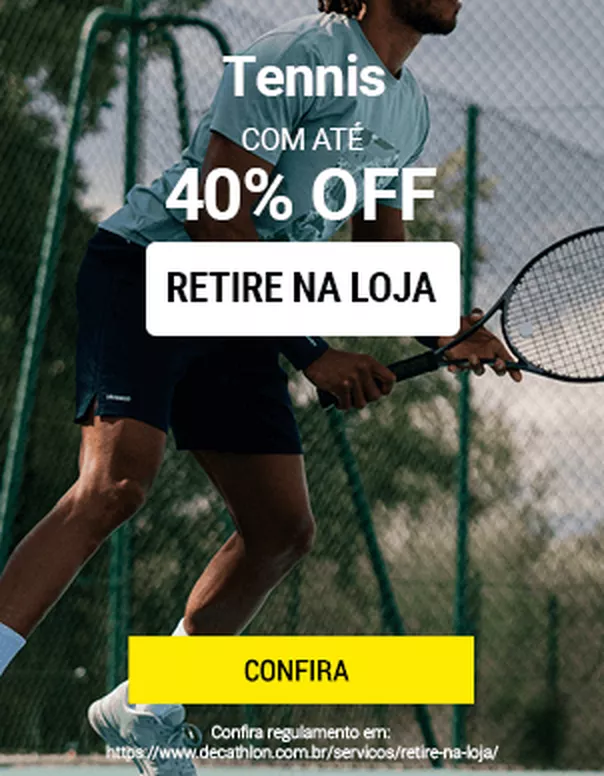 Tennis
COM ATÉ
40% OFF
RETIRE NA LOJA
CONFIRA
Confira regulamento em:
https://www.decathlon.com.br/servicos/retire-na-loja/